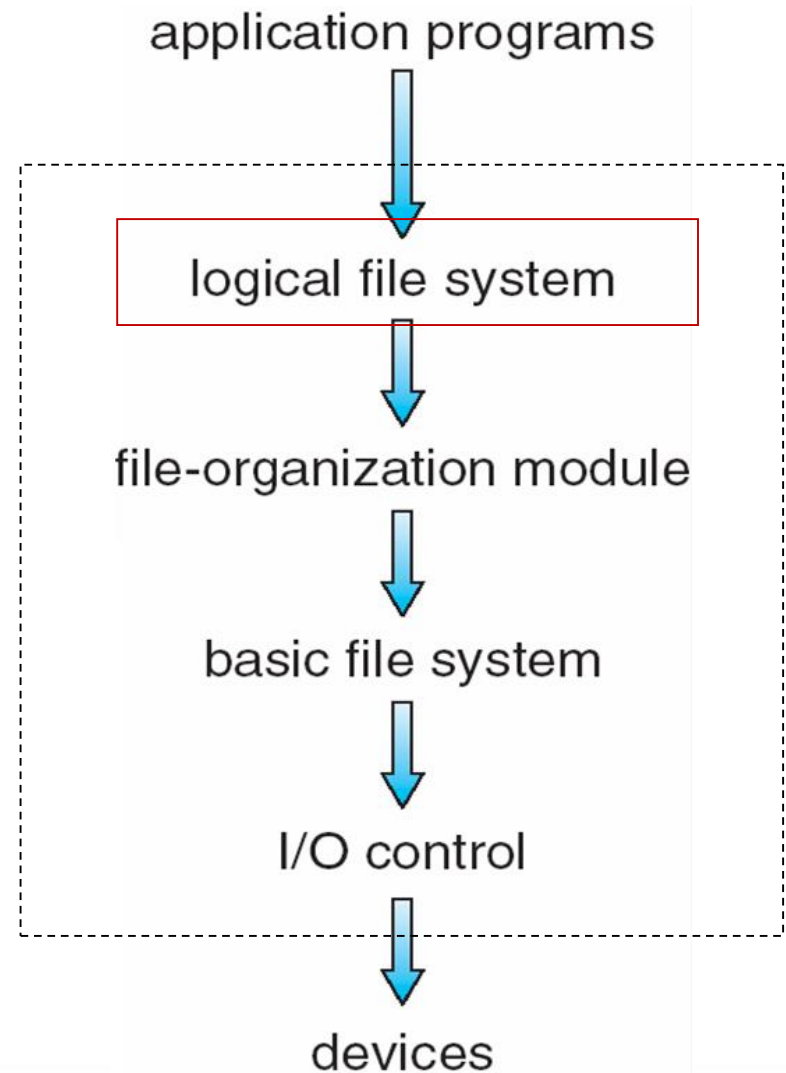 application programs
logical file system
file-organization module
basic file system
I/O control
devices